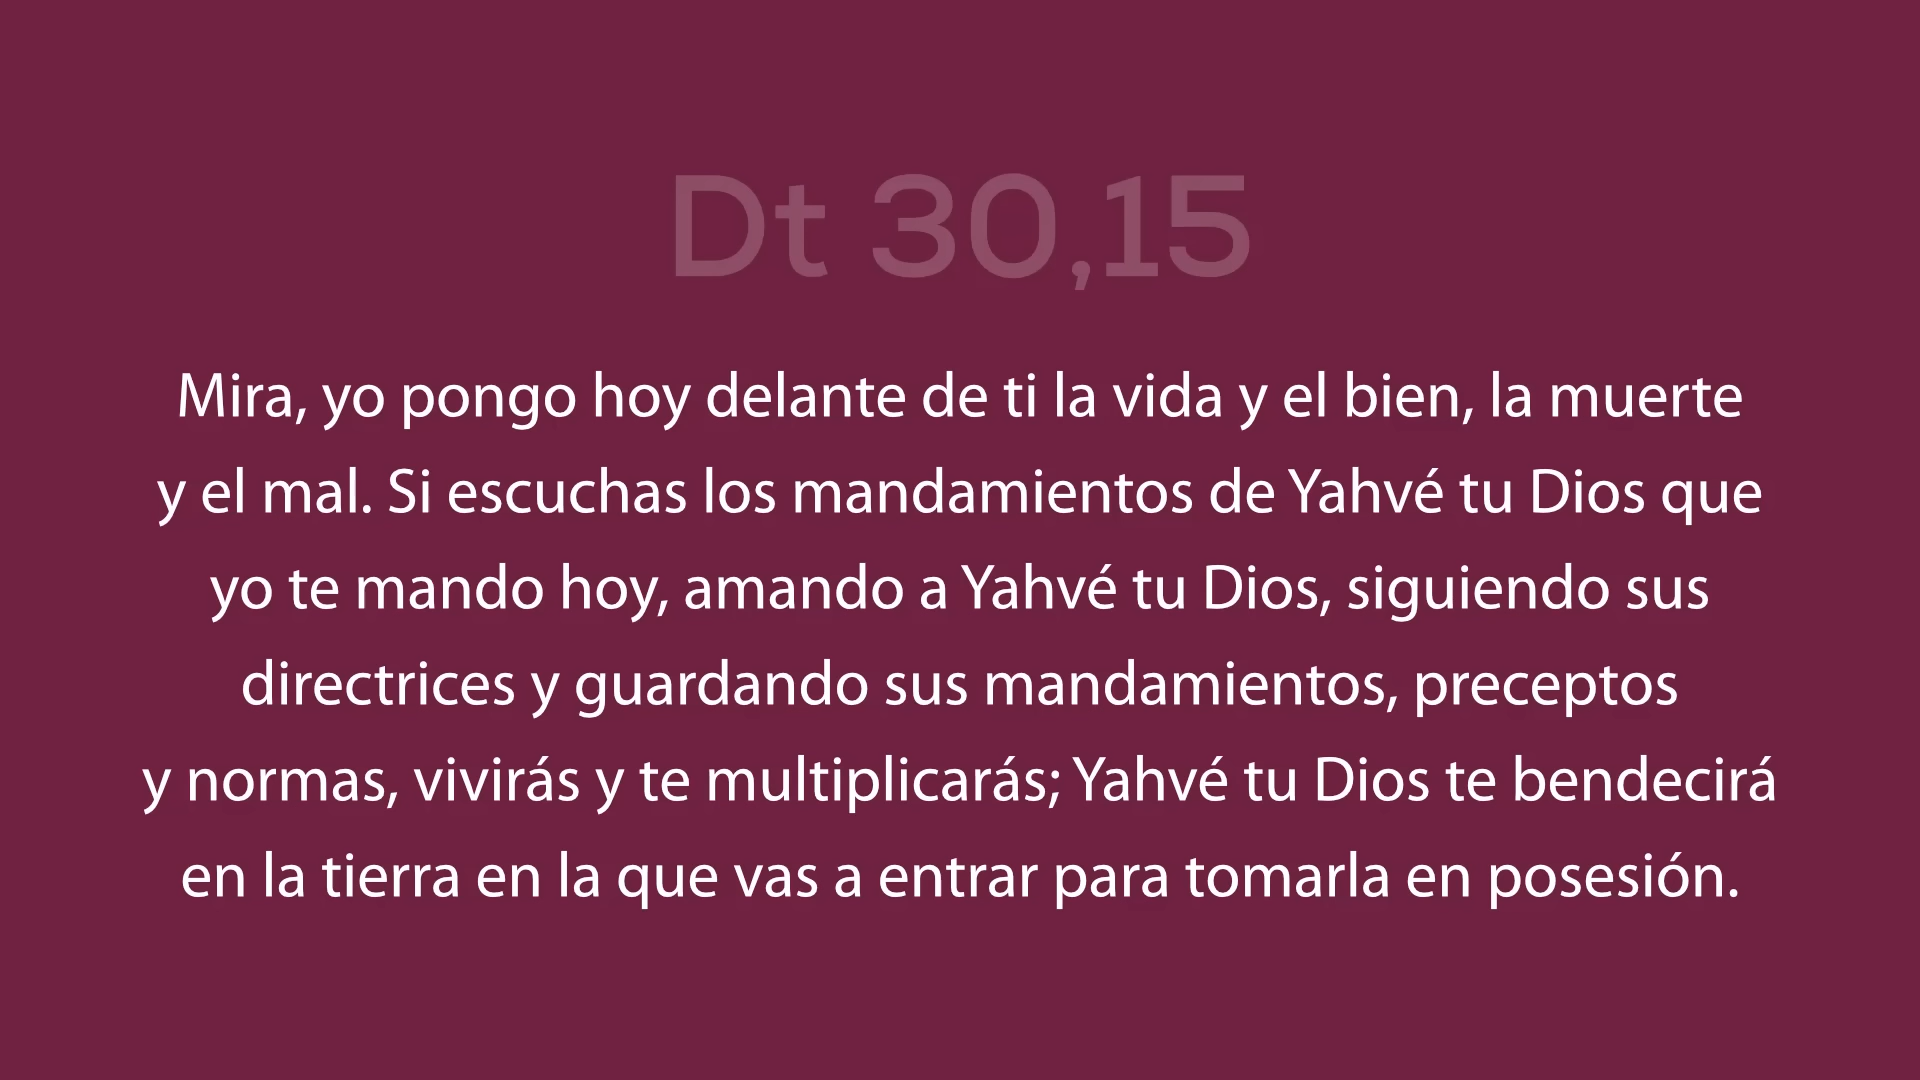 Dt 30,15
Mira, yo pongo hoy delante de ti la vida y el bien, la muerte
y el mal. Si escuchas los mandamientos de Yahvé tu Dios que
yo te mando hoy, amando a Yahvé tu Dios, siguiendo sus
directrices y guardando sus mandamientos, preceptos
y normas, vivirás y te multiplicarás; Yahvé tu Dios te bendecirá
en la tierra en la que vas a entrar para tomarla en posesión.